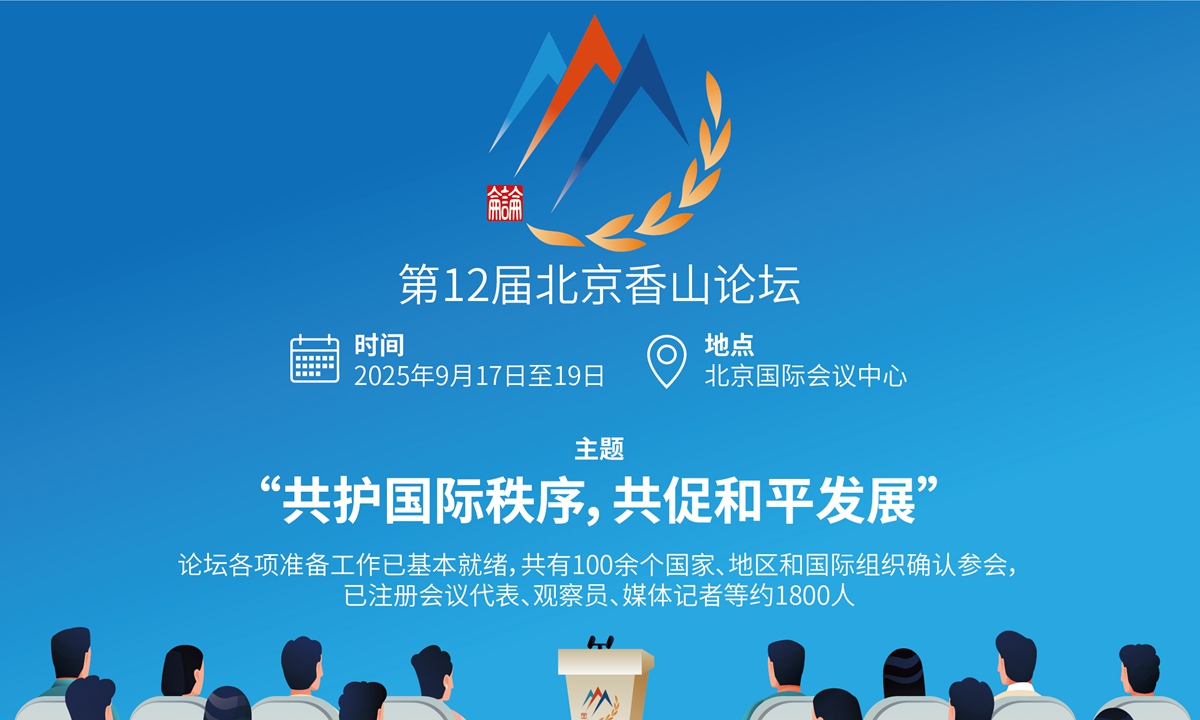 第12届北京香山论坛
时间
2025年9月17日至19日
地点
北京国际会议中心
主题
“共护国际秩序，共促和平发展”
论坛各项准备工作已基本就绪，共有100余个国家、地区和国际组织确认参会，
已注册会议代表、观察员、媒体记者等约1800人